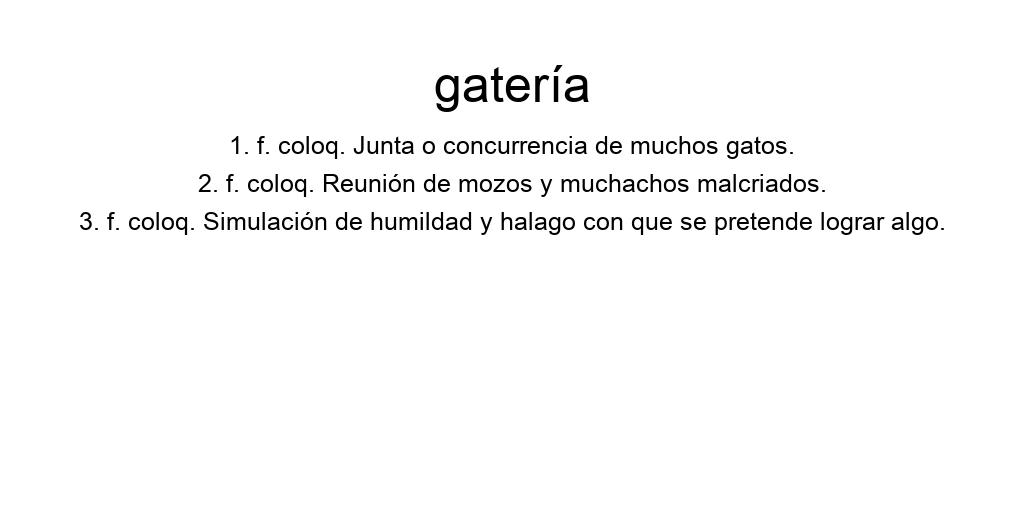 gatería
1. f. coloq. Junta o concurrencia de muchos gatos.
2. f. coloq. Reunión de mozos y muchachos malcriados.
3. f. coloq. Simulación de humildad y halago con que se pretende lograr algo.